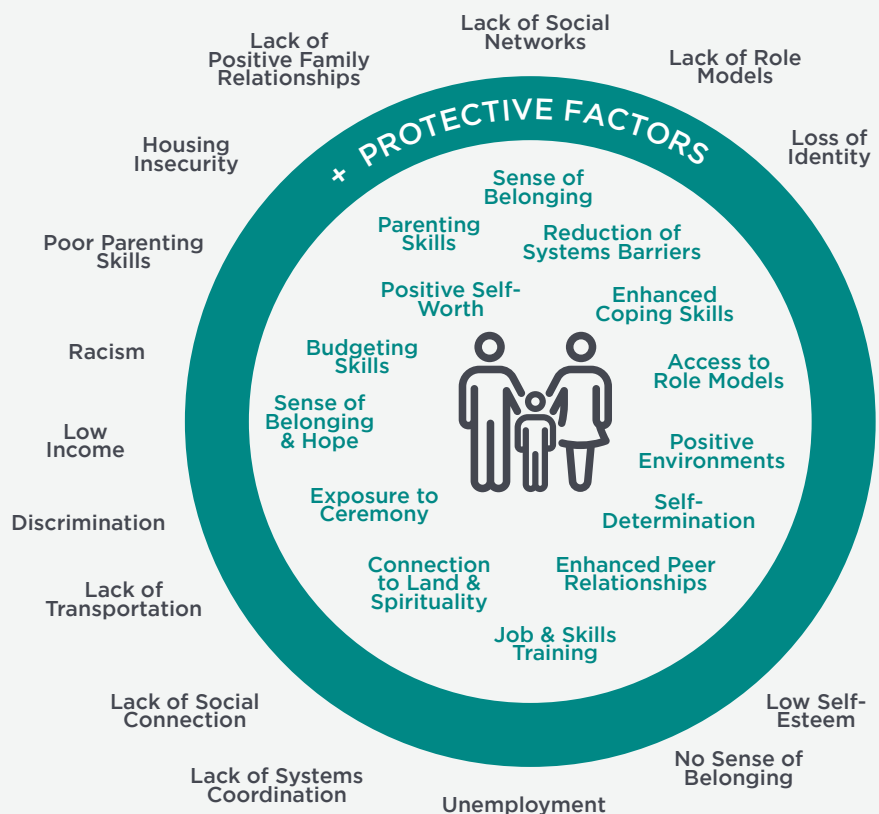 Lack of Social
Networks
Lack of
Positive Family
Relationships
Lack of Role
Models
Housing
Insecurity
Loss of
Identity
Poor Parenting
Skills
Racism
Low
Income
Discrimination
Lack of
Transportation
Lack of Social
Connection
Lack of Systems
Coordination
Unemployment
No Sense of
Belonging
Low Self-
Esteem
+ PROTECTIVE FACTORS
Sense of
Belonging
Parenting
Skills
Reduction of
Systems Barriers
Positive Self-
Worth
Enhanced
Coping Skills
Budgeting
Skills
Access to
Role Models
Sense of
Belonging
& Hope
Positive
Environments
Exposure to
Ceremony
Self-
Determination
Connection
to Land &
Spirituality
Enhanced Peer
Relationships
Job & Skills
Training